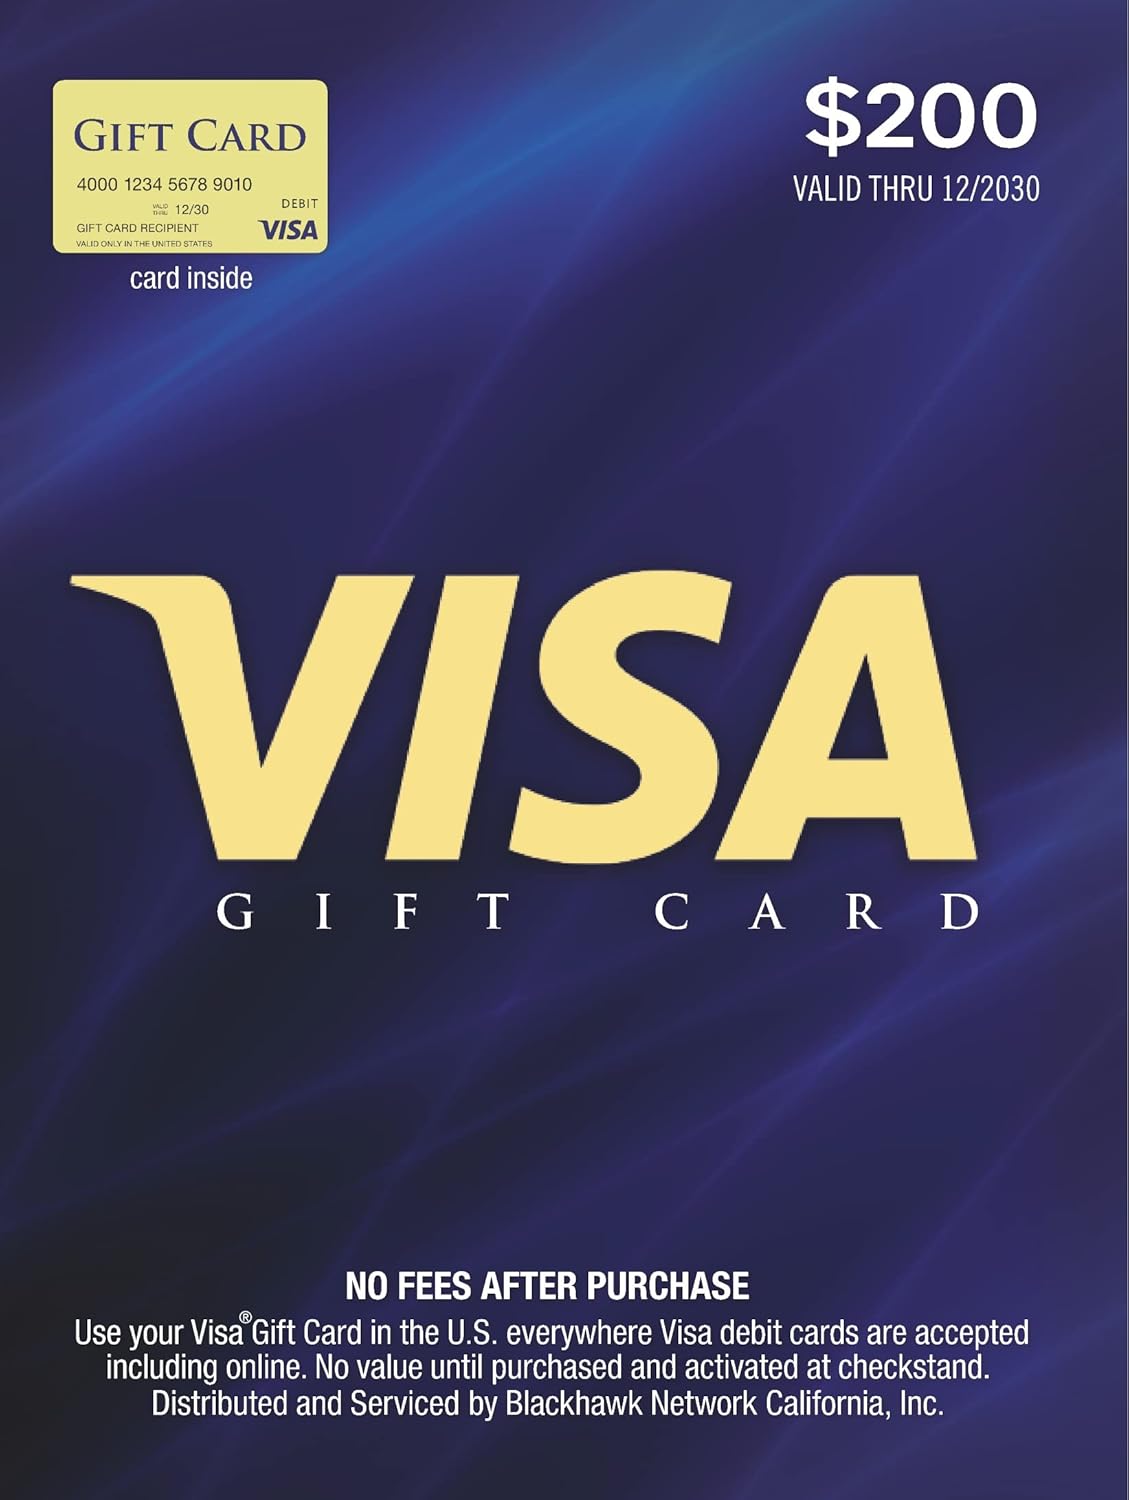 GIFT CARD
4000 1234 5678 9010
VALID THRU 12/30
DEBIT
GIFT CARD RECIPIENT
VISA
VALID ONLY IN THE UNITED STATES
card inside
$200
VALID THRU 12/2030
VISA
GIFT CARD
NO FEES AFTER PURCHASE
Use your Visa® Gift Card in the U.S. everywhere Visa debit cards are accepted
including online. No value until purchased and activated at checkstand.
Distributed and Serviced by Blackhawk Network California, Inc.